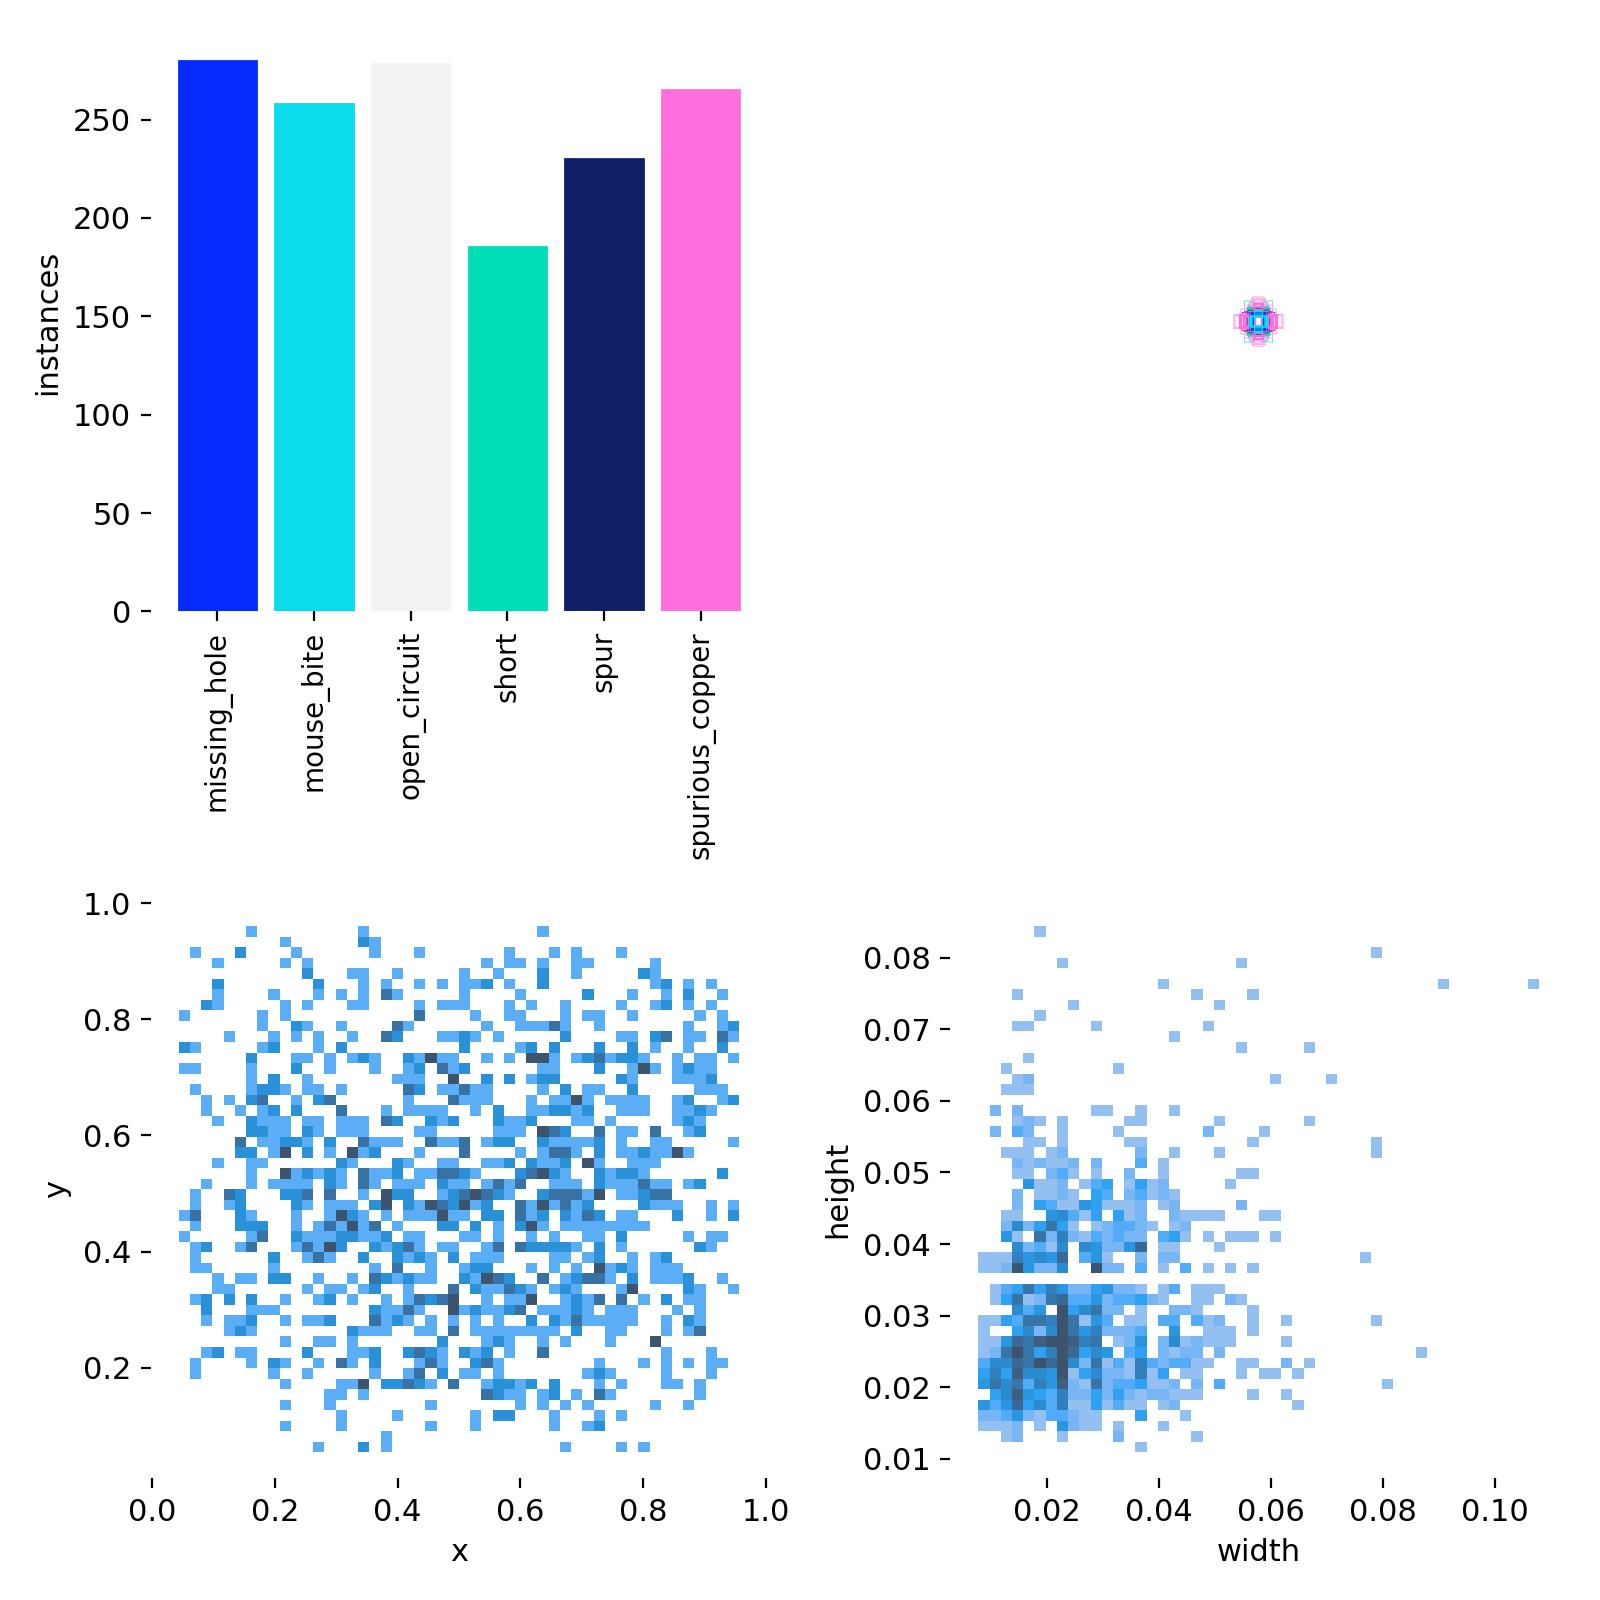 250
200
150
100
50
0
instances
missing_hole
mouse_bite
open_circuit
short
spur
spurious_copper
1.0
0.8
0.6
0.4
0.2
y
0.0 0.2 0.4 0.6 0.8 1.0
x
0.08
0.07
0.06
0.05
0.04
0.03
0.02
0.01
height
0.02 0.04 0.06 0.08 0.10
width